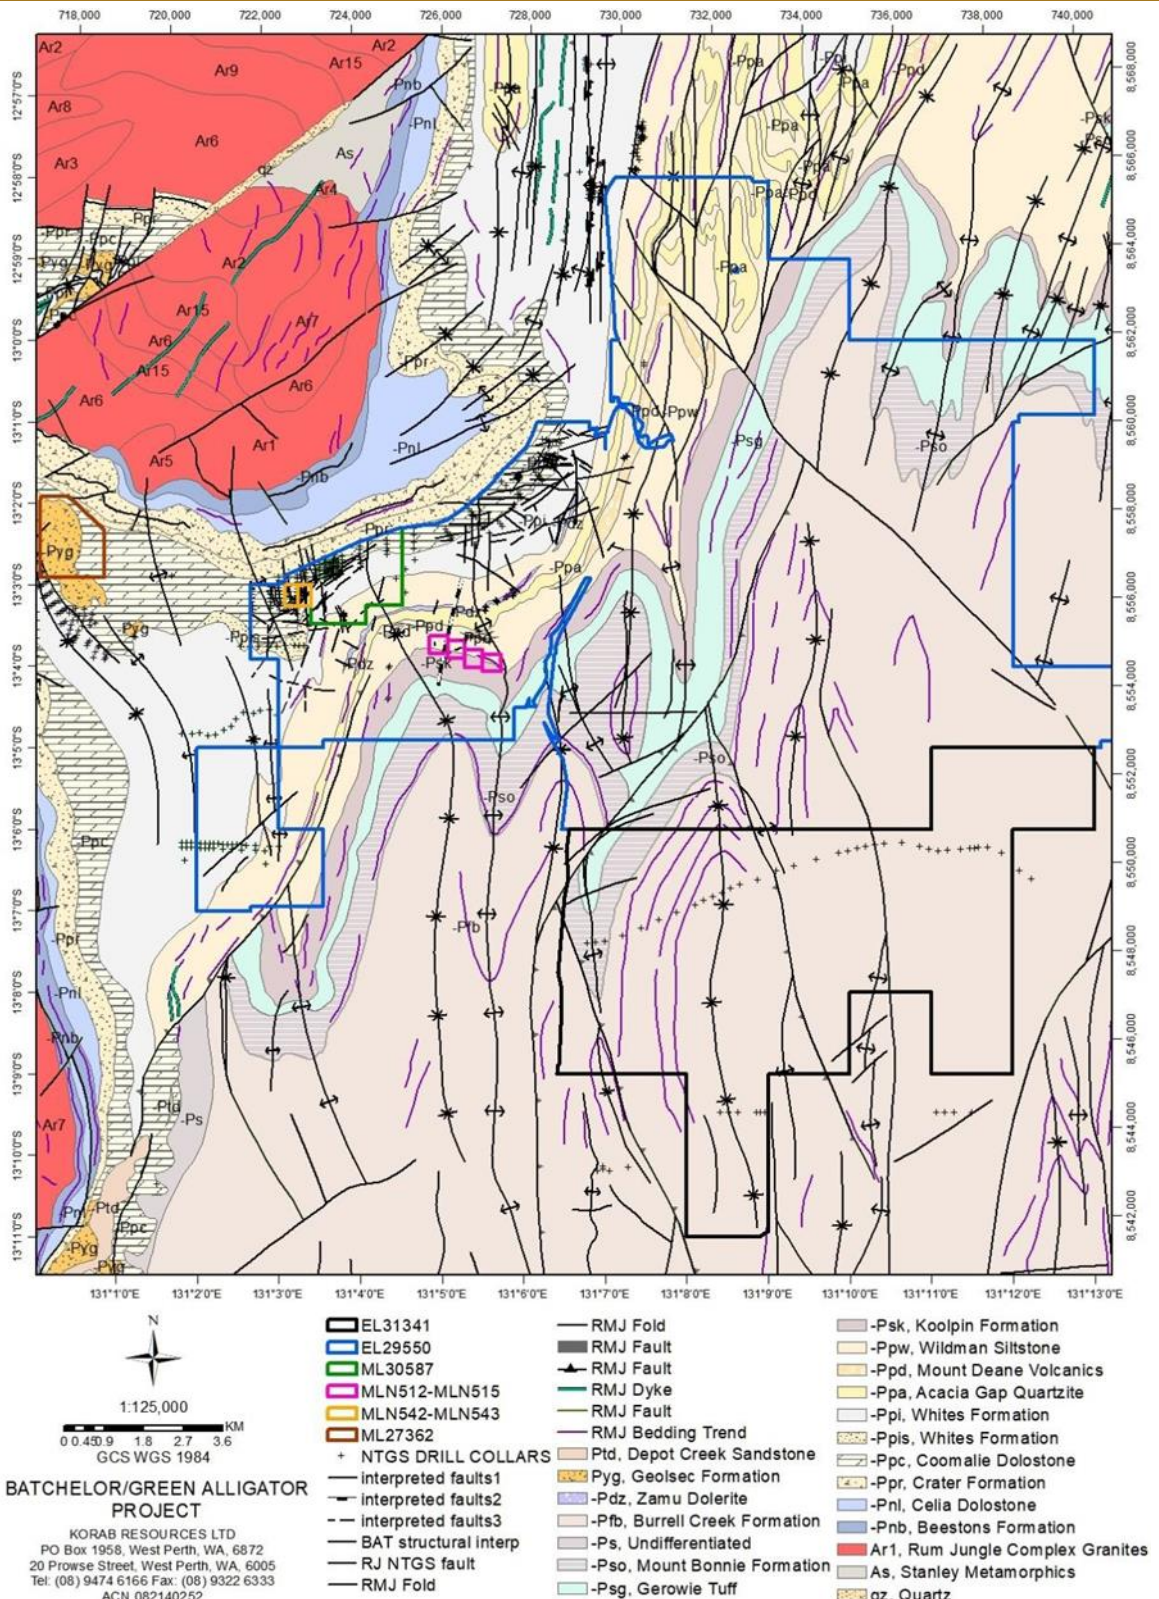 718,000 720,000 722,000 724,000 726,000 728,000 730,000 732,000 734,000 736,000 738,000 740,000
12°57'0"S
12°58'0"S
12°59'0"S
13°0'0"S
13°1'0"S
13°2'0"S
13°3'0"S
13°4'0"S
13°5'0"S
13°6'0"S
13°7'0"S
13°8'0"S
13°9'0"S
13°10'0"S
13°11'0"S
8,568,000
8,566,000
8,564,000
8,562,000
8,560,000
8,558,000
8,556,000
8,554,000
8,552,000
8,550,000
8,548,000
8,546,000
8,544,000
8,542,000
Ar2
Ar2
Ar15
Ar9
-Pnb
-Ppa
-Ppd
-Ppa
Ar8
-Pnl
Ar6
As
-Ppa
-Psk
Ar3
qz
-Ppa
Ar4
-Ppa
-Ppd
Ppr
-Ppr
-Ppc
Ar2
-Ppa
Ar15
Ar7
Ar6
Ar15
Ppr
Ar6
Ar6
Ppd
-Ppw
Ar1
-Pnl
-Psg
-Pso
Ar5
-Pnb
-Pyg
-Ppa
Pyg
-Ppis
-Ppd
-Pdz
-Psk
-Pso
-Pso
Ppc
-Pfb
-Ppr
-Pnl
-Pnb
-Ptd
-Ps
Ar7
-Ptd
-Ppc
-Pyg
131°1'0"E 131°2'0"E 131°3'0"E 131°4'0"E 131°5'0"E 131°6'0"E 131°7'0"E 131°8'0"E 131°9'0"E 131°10'0"E 131°11'0"E 131°12'0"E 131°13'0"E
N
1:125,000
KM
0 0.45 0.9 1.8 2.7 3.6
GCS WGS 1984
BATCHELOR/GREEN ALLIGATOR
PROJECT
KORAB RESOURCES LTD
PO Box 1958, West Perth, WA, 6872
20 Prowse Street, West Perth, WA, 6005
Tel: (08) 9474 6166 Fax: (08) 9322 6333
ACN 082140252
EL31341
EL29550
ML30587
MLN512-MLN515
MLN542-MLN543
ML27362
NTGS DRILL COLLARS
interpreted faults1
interpreted faults2
interpreted faults3
BAT structural interp
RJ NTGS fault
RMJ Fold
RMJ Fold
RMJ Fault
RMJ Fault
RMJ Dyke
RMJ Fault
RMJ Bedding Trend
Ptd, Depot Creek Sandstone
Pyg, Geolsec Formation
-Pdz, Zamu Dolerite
-Pfb, Burrell Creek Formation
-Ps, Undifferentiated
-Pso, Mount Bonnie Formation
-Psg, Gerowie Tuff
-Psk, Koolpin Formation
-Ppw, Wildman Siltstone
-Ppd, Mount Deane Volcanics
-Ppa, Acacia Gap Quartzite
-Ppi, Whites Formation
-Ppis, Whites Formation
-Ppc, Coomalie Dolostone
-Ppr, Crater Formation
-Pnl, Celia Dolostone
-Pnb, Beestons Formation
Ar1, Rum Jungle Complex Granites
As, Stanley Metamorphics
qz, Quartz